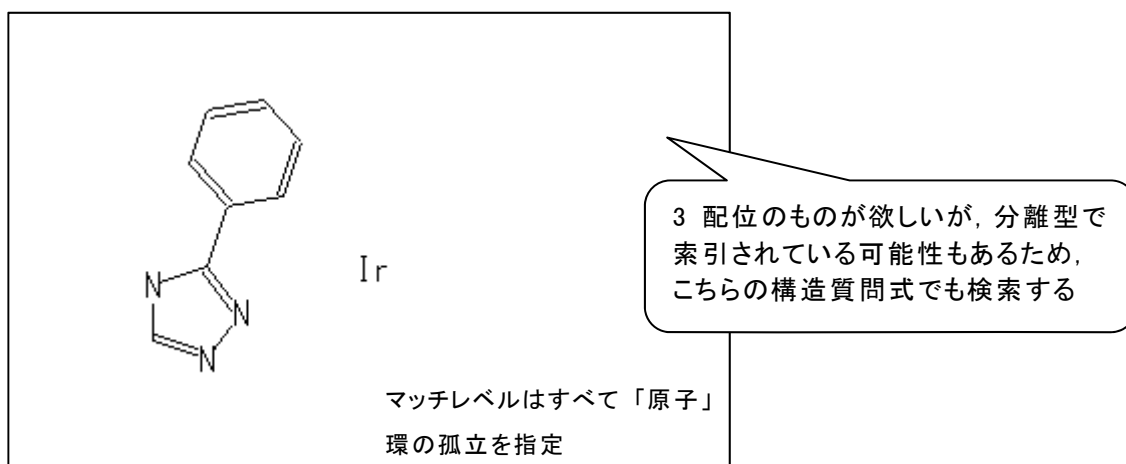 N
Ir
N
N
3 配位のものが欲しいが, 分離型で
索引されている可能性もあるため,
こちらの構造質問式でも検索する
マッチレベルはすべて 「原子」
環の孤立を指定